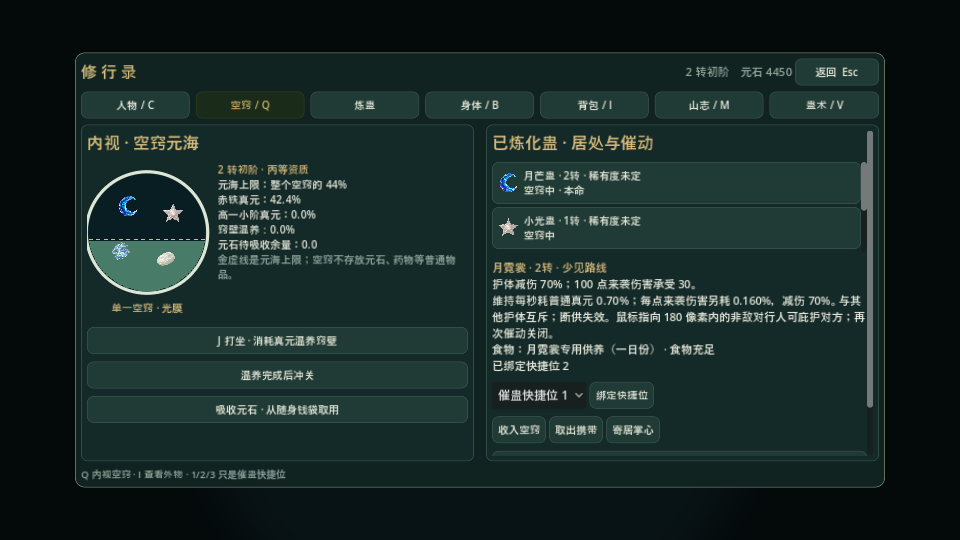 修行录
2 转初阶 元石 4450 返回 Esc
人物 / C 空窍 / Q 炼蛊 身体 / B 背包 / I 山志 / M 蛊术 / V
内视 · 空窍元海
2 转初阶 · 丙等资质
元海上限：整个空窍的 44%
赤铁真元：42.4%
高一小阶真元：0.0%
窍壁温养：0.0%
元石待吸收余量：0.0
金虚线是元海上限；空窍不存放元石、药物等普通物
品。
单一空窍 · 光膜
J 打坐 · 消耗真元温养窍壁
温养完成后冲关
吸收元石 · 从随身钱袋取用
已炼化蛊 · 居处与催动
月芒蛊 · 2转 · 稀有度未定
空窍中 · 本命
小光蛊 · 1转 · 稀有度未定
空窍中
月霓裳 · 2转 · 少见路线
护体减伤 70%；100 点来袭伤害承受 30。
维持每秒耗普通真元 0.70%；每点来袭伤害另耗 0.160%，减伤 70%。与其
他护体互斥；断供失效。鼠标指向 180 像素内的非敌对行人可庇护对方；再
次催动关闭。
食物：月霓裳专用供养（一日份） · 食物充足
已绑定快捷位 2
催蛊快捷位 1 绑定快捷位
收入空窍 取出携带 寄居掌心
Q 内视空窍 · I 查看外物 · 1/2/3 只是催蛊快捷位